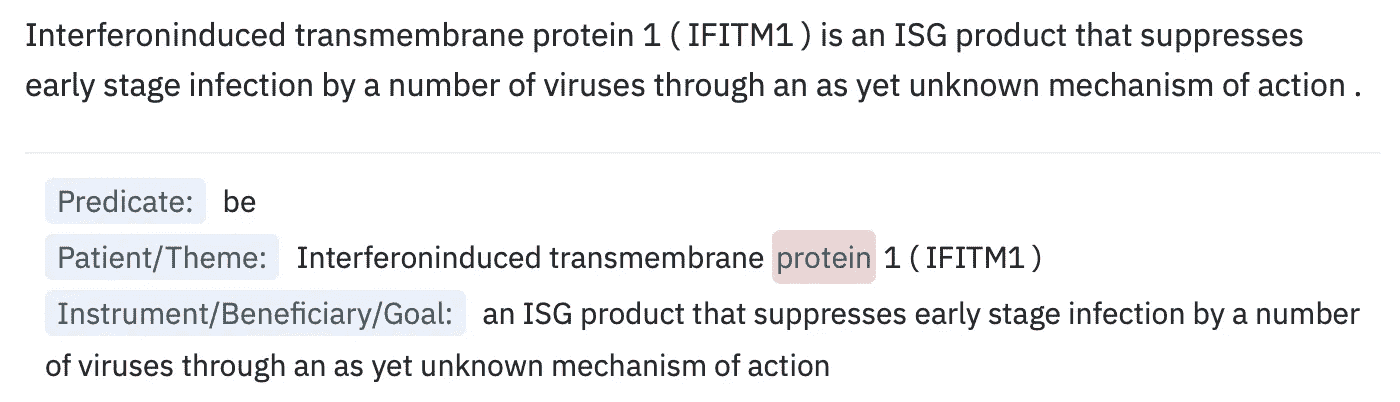 Interferoninduced transmembrane protein 1 ( IFITM1 ) is an ISG product that suppresses
early stage infection by a number of viruses through an as yet unknown mechanism of action .
Predicate: be
Patient/Theme: Interferoninduced transmembrane protein 1 ( IFITM1 )
Instrument/Beneficiary/Goal: an ISG product that suppresses early stage infection by a number
of viruses through an as yet unknown mechanism of action